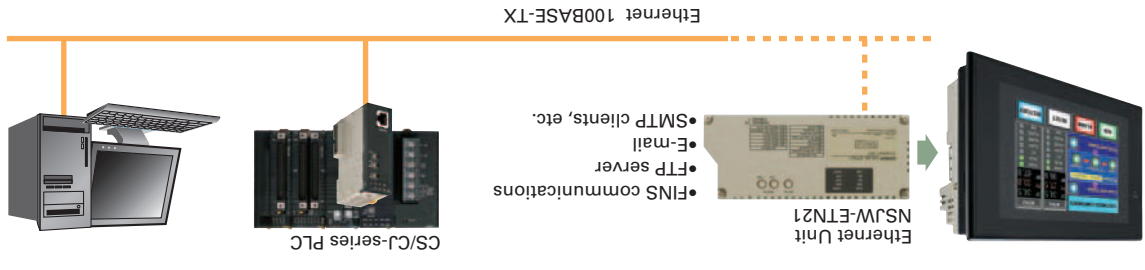 Ethernet Unit
NSJW-ETN21
•FINS communications
•FTP server
•E-mail
•SMTP clients, etc.
CS/CJ-series PLC
Ethernet 100BASE-TX